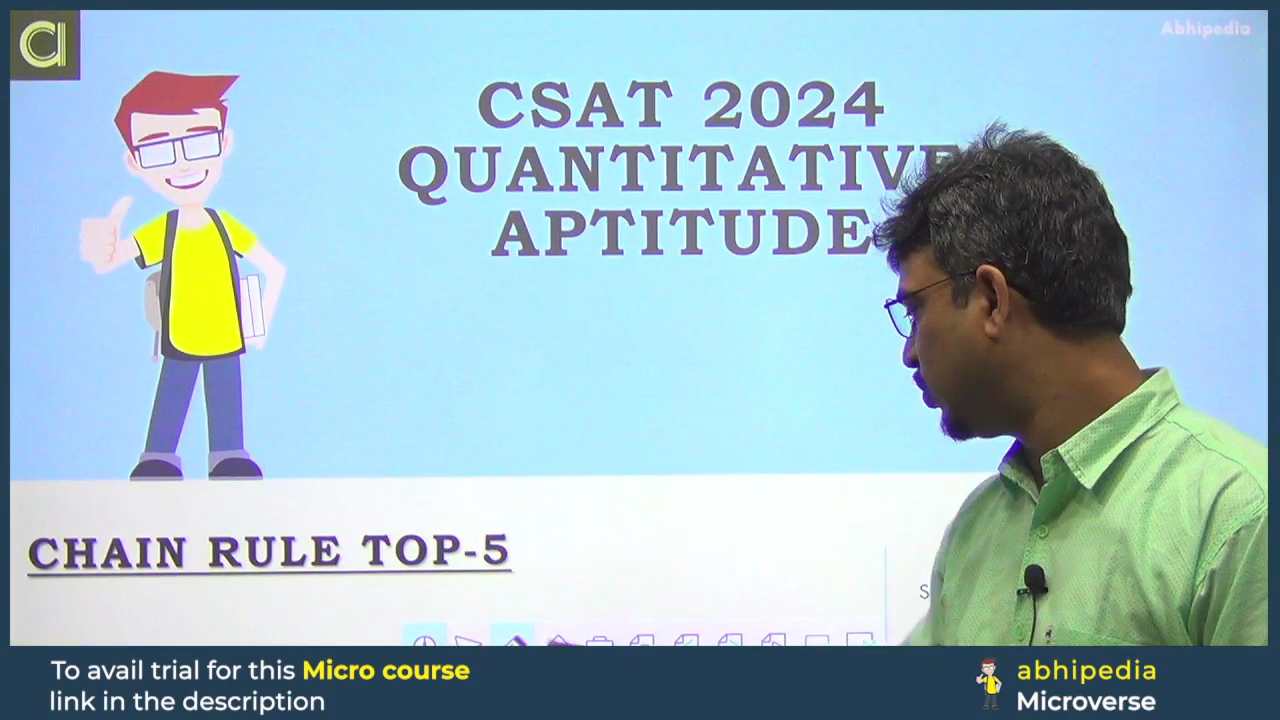 Abhipedia
CSAT 2024
QUANTITATIVE
APTITUDE
CHAIN RULE TOP-5
S
To avail trial for this Micro course
link in the description
abhipedia
Microverse